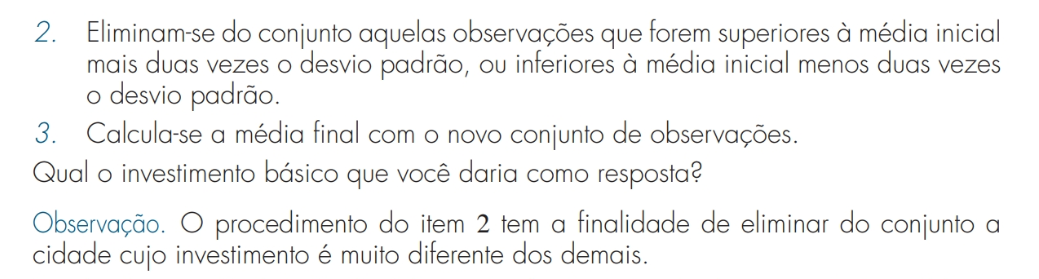 2. Eliminam-se do conjunto aquelas observações que forem superiores à média inicial
mais duas vezes o desvio padrão, ou inferiores à média inicial menos duas vezes
o desvio padrão.
3. Calcula-se a média final com o novo conjunto de observações.
Qual o investimento básico que você daria como resposta?
Observação. O procedimento do item 2 tem a finalidade de eliminar do conjunto a
cidade cujo investimento é muito diferente dos demais.